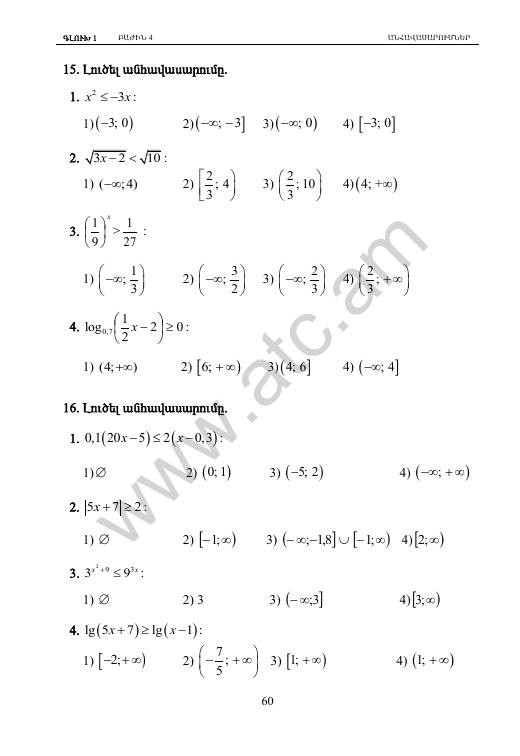 ԳԼՈՒԽ 1 ԲԱԺԻՆ 4 ԱՆՀԱՎԱՍԱՐՈՒՄՆԵՐ
15. Լուծել անհավասարումը.
1. x² ≤ −3x :
1) (−3; 0) 2) (−∞; −3] 3) (−∞; 0) 4) [−3; 0]
2. √(3x − 2) < √10 :
1) (−∞;4) 2) [2/3; 4) 3) (2/3; 10) 4) (4; +∞)
3. (1/9)ˣ > 1/27 :
1) (−∞; 1/3) 2) (−∞; 3/2) 3) (−∞; 2/3) 4) (2/3; +∞)
4. log₀,₇(1/2 x − 2) ≥ 0 :
1) (4;+∞) 2) [6; +∞) 3) (4; 6] 4) (−∞; 4]
16. Լուծել անհավասարումը.
1. 0,1(20x − 5) ≤ 2(x − 0,3) :
1) ∅ 2) (0; 1) 3) (−5; 2) 4) (−∞; +∞)
2. |5x + 7| ≥ 2 :
1) ∅ 2) [−1;∞) 3) (−∞;−1,8] ∪ [−1;∞) 4) [2;∞)
3. 3^(x²+9) ≤ 9^(3x) :
1) ∅ 2) 3 3) (−∞;3] 4) [3;∞)
4. lg(5x + 7) ≥ lg(x − 1) :
1) [−2;+∞) 2) (−7/5; +∞) 3) [1; +∞) 4) (1; +∞)
60
www.atc.am